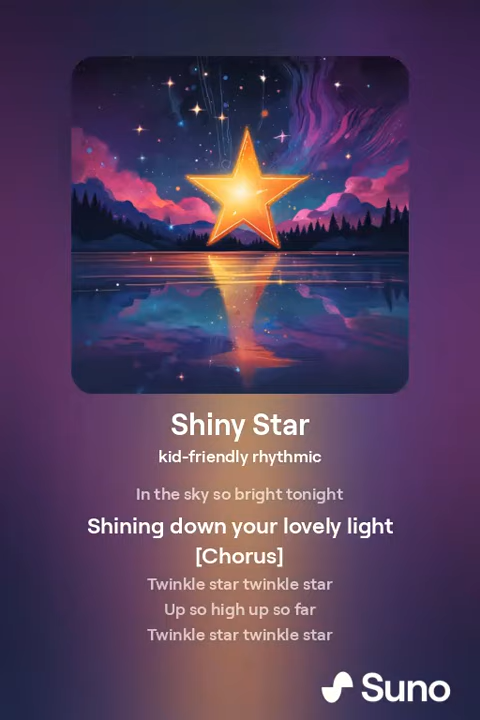 Shiny Star
kid-friendly rhythmic
In the sky so bright tonight
Shining down your lovely light
[Chorus]
Twinkle star twinkle star
Up so high up so far
Twinkle star twinkle star
Suno